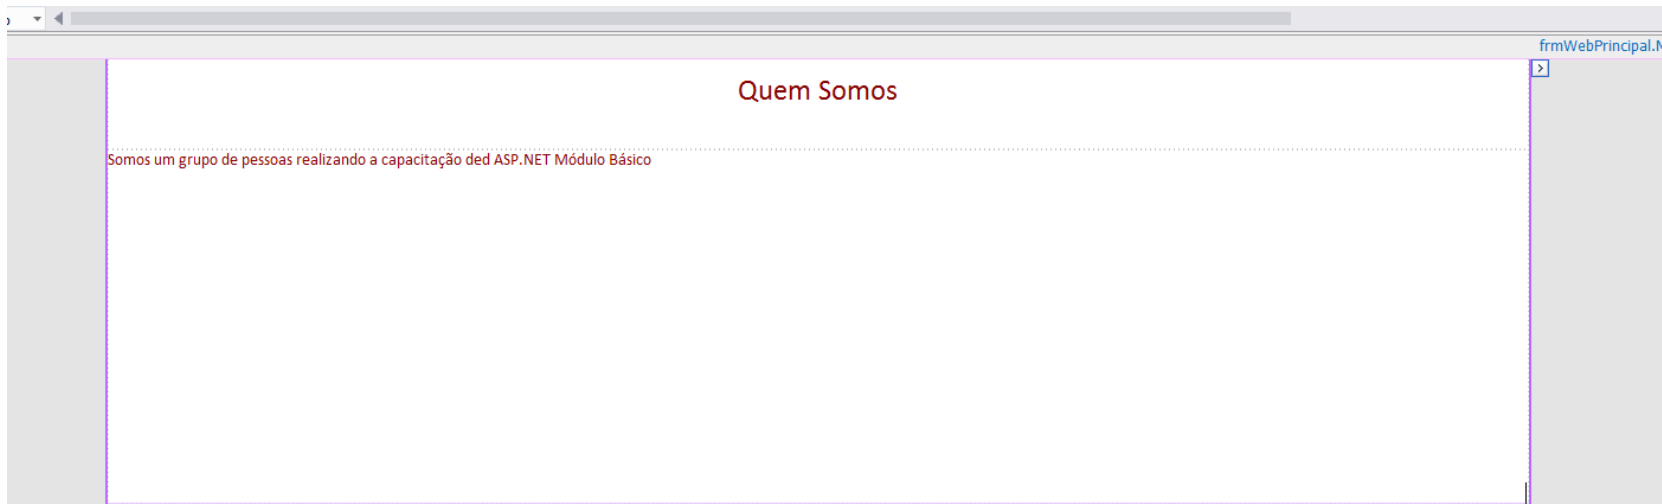 frmWebPrincipal.M
Quem Somos
Somos um grupo de pessoas realizando a capacitação ded ASP.NET Módulo Básico